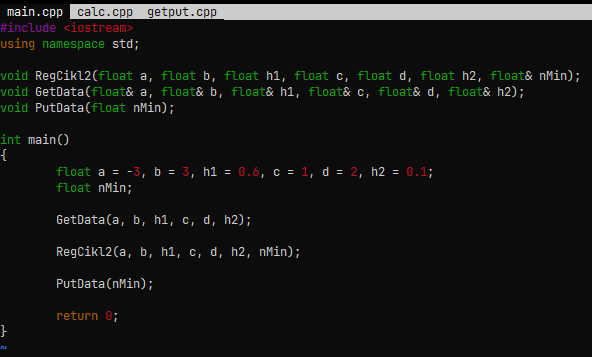 main.cpp calc.cpp getput.cpp
#include <iostream>
using namespace std;

void RegCikl2(float a, float b, float h1, float c, float d, float h2, float& nMin);
void GetData(float& a, float& b, float& h1, float& c, float& d, float& h2);
void PutData(float nMin);

int main()
{
        float a = -3, b = 3, h1 = 0.6, c = 1, d = 2, h2 = 0.1;
        float nMin;

        GetData(a, b, h1, c, d, h2);

        RegCikl2(a, b, h1, c, d, h2, nMin);

        PutData(nMin);

        return 0;
}
~